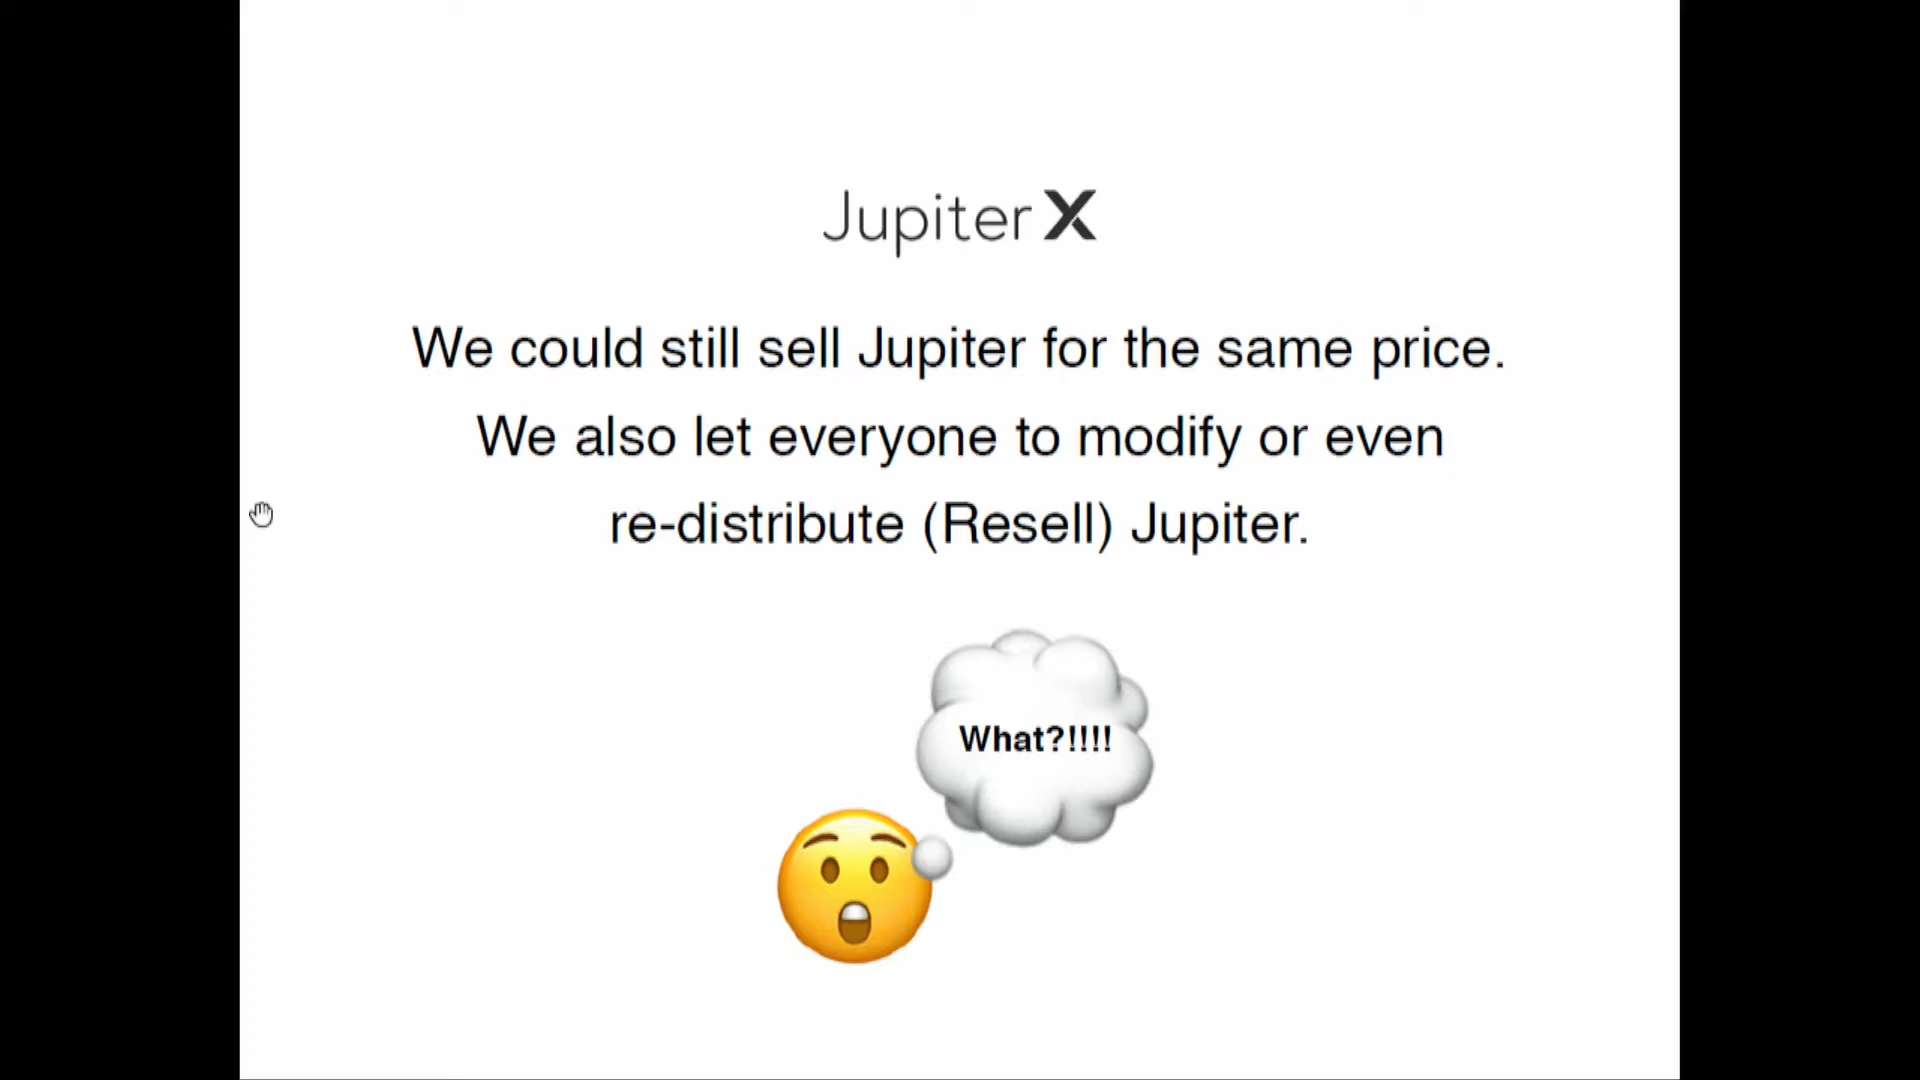 Jupiter X
We could still sell Jupiter for the same price.
We also let everyone to modify or even
re-distribute (Resell) Jupiter.
What?!!!!